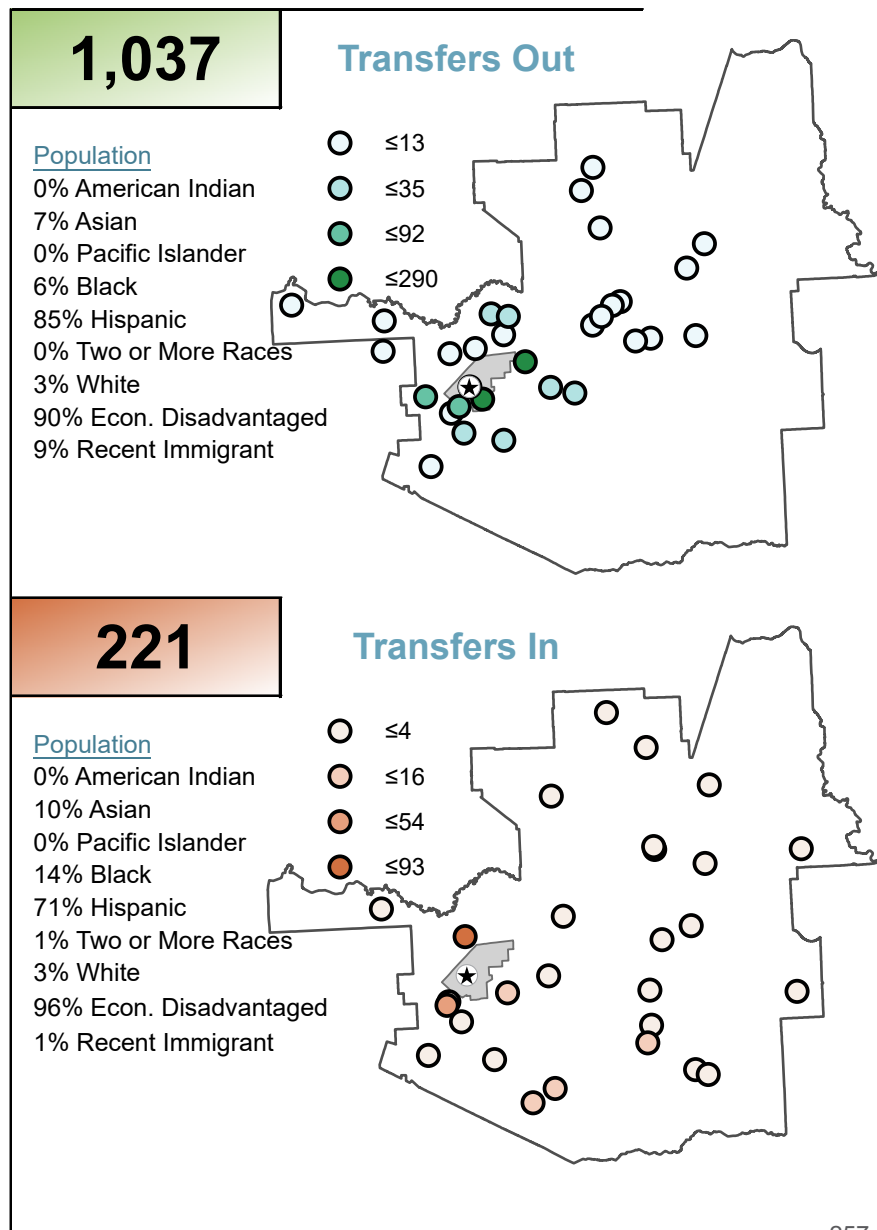 1,037
Transfers Out
Population
0% American Indian
7% Asian
0% Pacific Islander
6% Black
85% Hispanic
0% Two or More Races
3% White
90% Econ. Disadvantaged
9% Recent Immigrant
≤13
≤35
≤92
≤290
221
Transfers In
Population
0% American Indian
10% Asian
0% Pacific Islander
14% Black
71% Hispanic
1% Two or More Races
3% White
96% Econ. Disadvantaged
1% Recent Immigrant
≤4
≤16
≤54
≤93